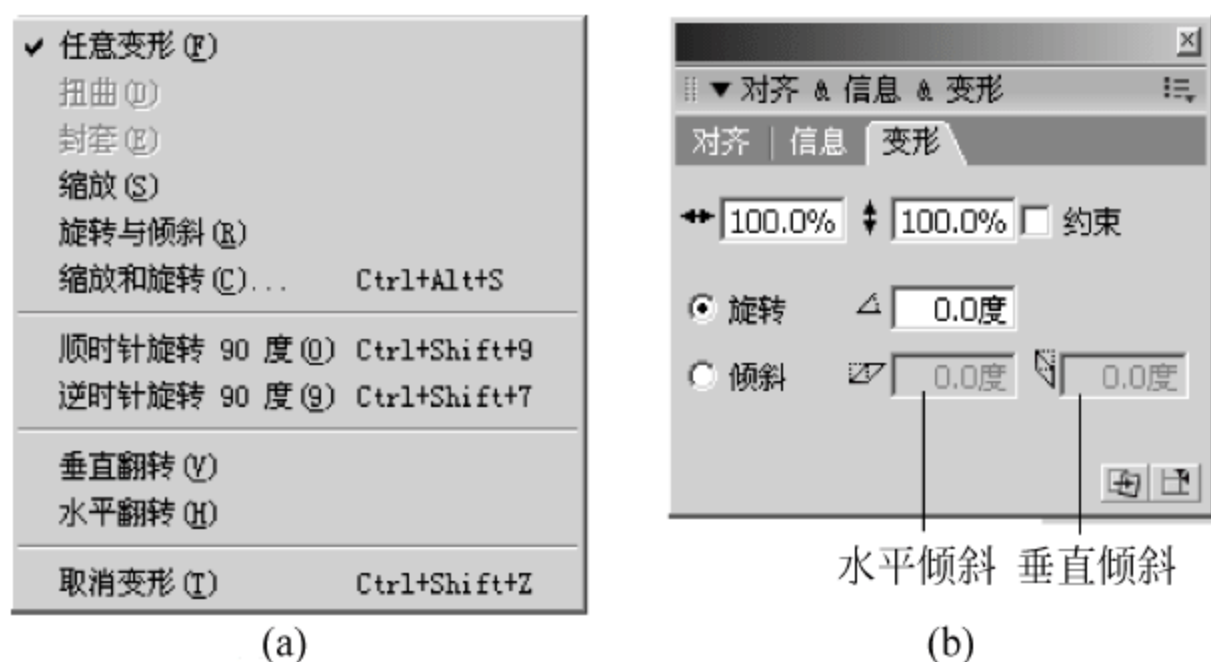 ✔ 任意变形(F)
扭曲(D)
封套(E)
缩放(S)
旋转与倾斜(R)
缩放和旋转(C)... Ctrl+Alt+S
顺时针旋转 90 度(0) Ctrl+Shift+9
逆时针旋转 90 度(9) Ctrl+Shift+7
垂直翻转(V)
水平翻转(H)
取消变形(T) Ctrl+Shift+Z
(a)
▼ 对齐 & 信息 & 变形
对齐 | 信息 变形
100.0% 100.0% 约束
旋转 0.0度
倾斜 0.0度 0.0度
水平倾斜 垂直倾斜
(b)